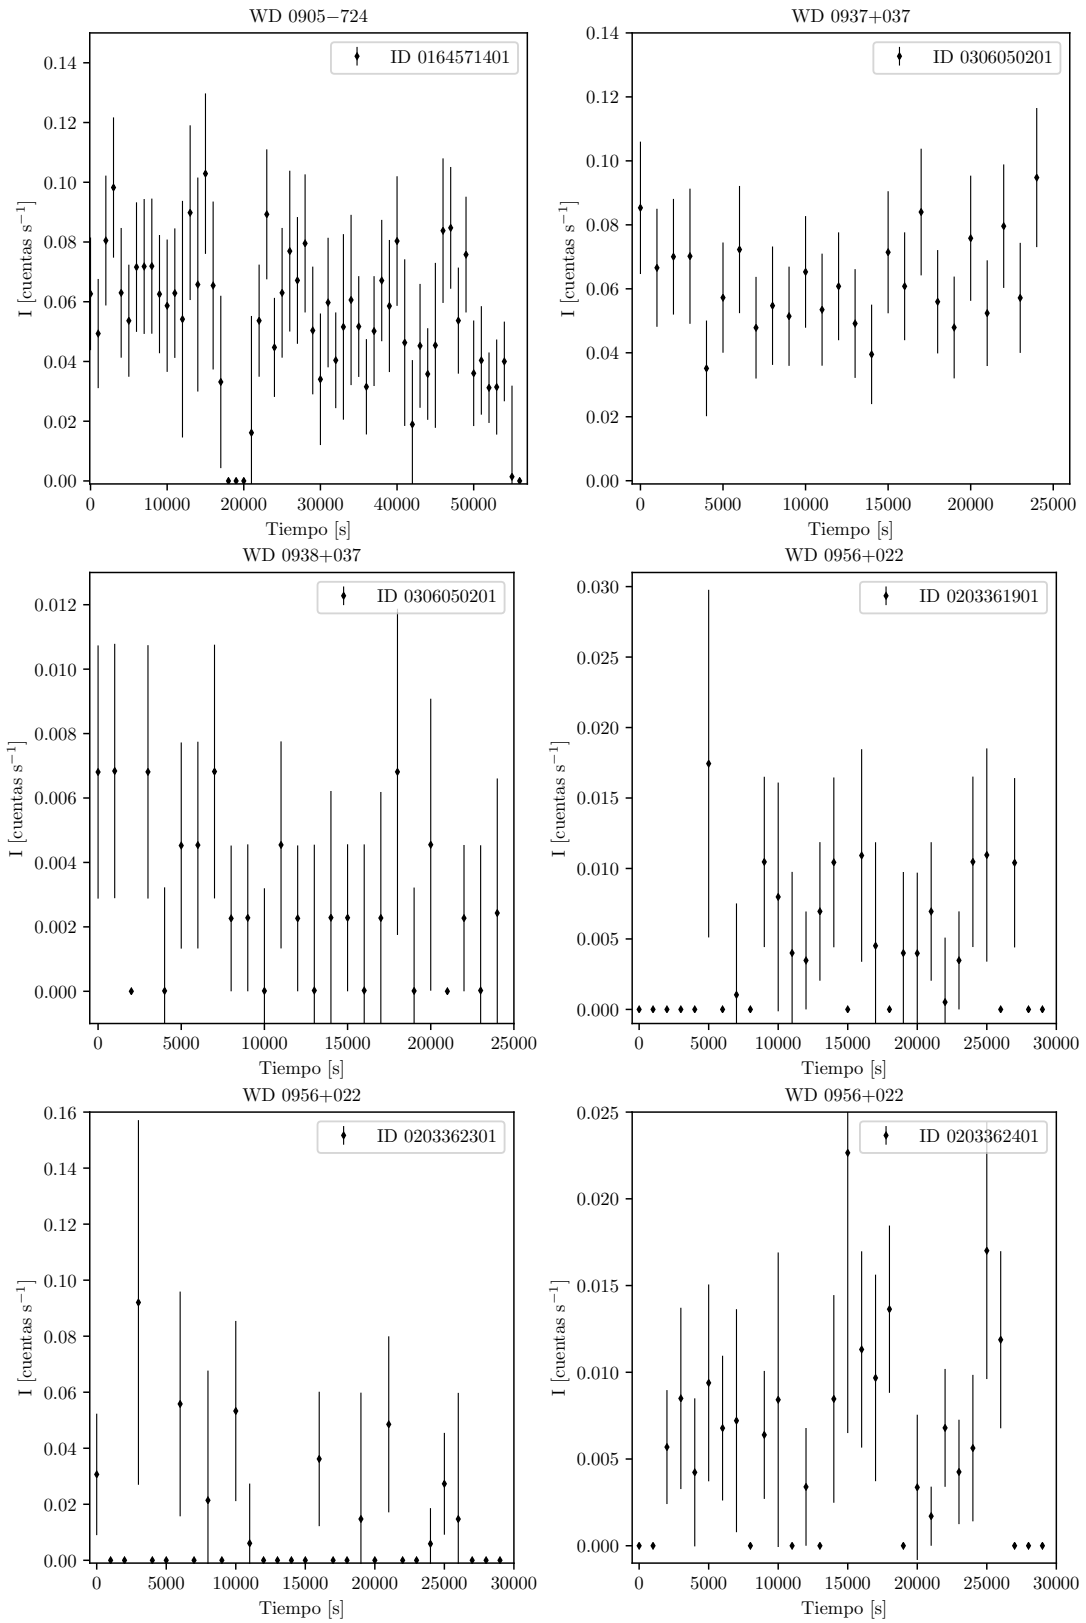 WD 0905−724
ID 0164571401
I [cuentas s⁻¹]
0.14
0.12
0.10
0.08
0.06
0.04
0.02
0.00
0 10000 20000 30000 40000 50000
Tiempo [s]
WD 0937+037
ID 0306050201
I [cuentas s⁻¹]
0.14
0.12
0.10
0.08
0.06
0.04
0.02
0.00
0 5000 10000 15000 20000 25000
Tiempo [s]
WD 0938+037
ID 0306050201
I [cuentas s⁻¹]
0.012
0.010
0.008
0.006
0.004
0.002
0.000
0 5000 10000 15000 20000 25000
Tiempo [s]
WD 0956+022
ID 0203361901
I [cuentas s⁻¹]
0.030
0.025
0.020
0.015
0.010
0.005
0.000
0 5000 10000 15000 20000 25000 30000
Tiempo [s]
WD 0956+022
ID 0203362301
I [cuentas s⁻¹]
0.16
0.14
0.12
0.10
0.08
0.06
0.04
0.02
0.00
0 5000 10000 15000 20000 25000 30000
Tiempo [s]
WD 0956+022
ID 0203362401
I [cuentas s⁻¹]
0.025
0.020
0.015
0.010
0.005
0.000
0 5000 10000 15000 20000 25000 30000
Tiempo [s]